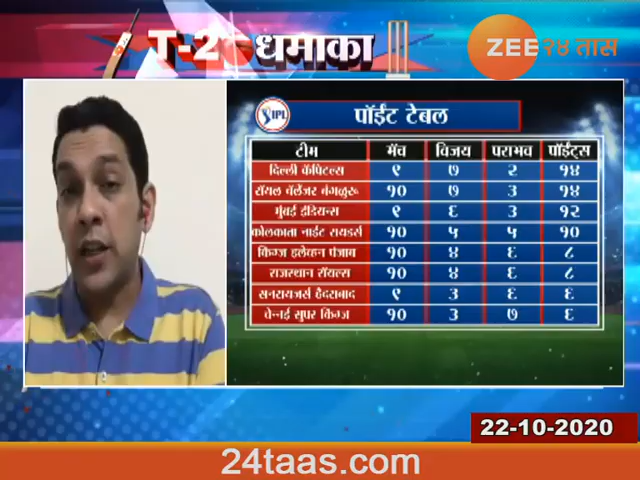 T-20 धमाका
ZEE २४ तास
IPL पॉईंट टेबल
टीम मॅच विजय पराभव पॉईंट्स
दिल्ली कॅपिटल्स ९ ७ २ १४
रॉयल चॅलेंजर बंगळुरू १० ७ ३ १४
मुंबई इंडियन्स ९ ६ ३ १२
कोलकाता नाईट रायडर्स १० ५ ५ १०
किंग्ज इलेव्हन पंजाब १० ४ ६ ८
राजस्थान रॉयल्स १० ४ ६ ८
सनरायजर्स हैदराबाद ९ ३ ६ ६
चेन्नई सुपर किंग्ज १० ३ ७ ६
22-10-2020
24taas.com